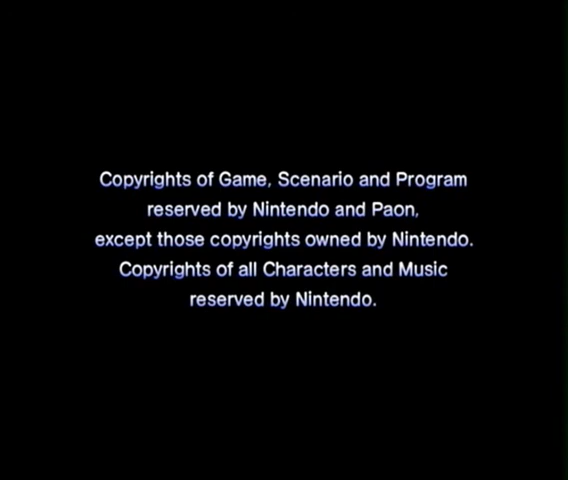 Copyrights of Game, Scenario and Program
reserved by Nintendo and Paon,
except those copyrights owned by Nintendo.
Copyrights of all Characters and Music
reserved by Nintendo.